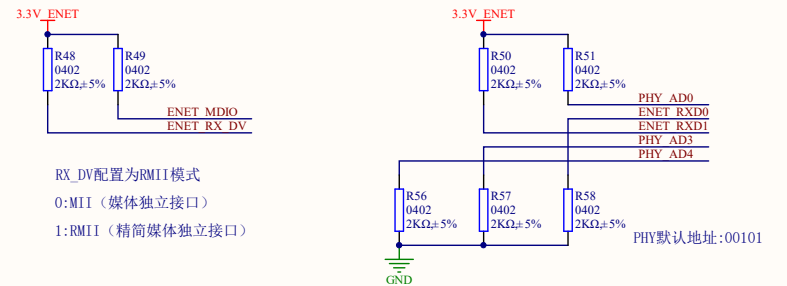 3.3V_ENET
R48
0402
2KΩ,±5%
R49
0402
2KΩ,±5%
ENET_MDIO
ENET_RX_DV
RX_DV配置为RMII模式
0:MII（媒体独立接口）
1:RMII（精简媒体独立接口）
3.3V_ENET
R50
0402
2KΩ,±5%
R51
0402
2KΩ,±5%
PHY_AD0
ENET_RXD0
ENET_RXD1
PHY_AD3
PHY_AD4
R56
0402
2KΩ,±5%
R57
0402
2KΩ,±5%
R58
0402
2KΩ,±5%
PHY默认地址:00101
GND